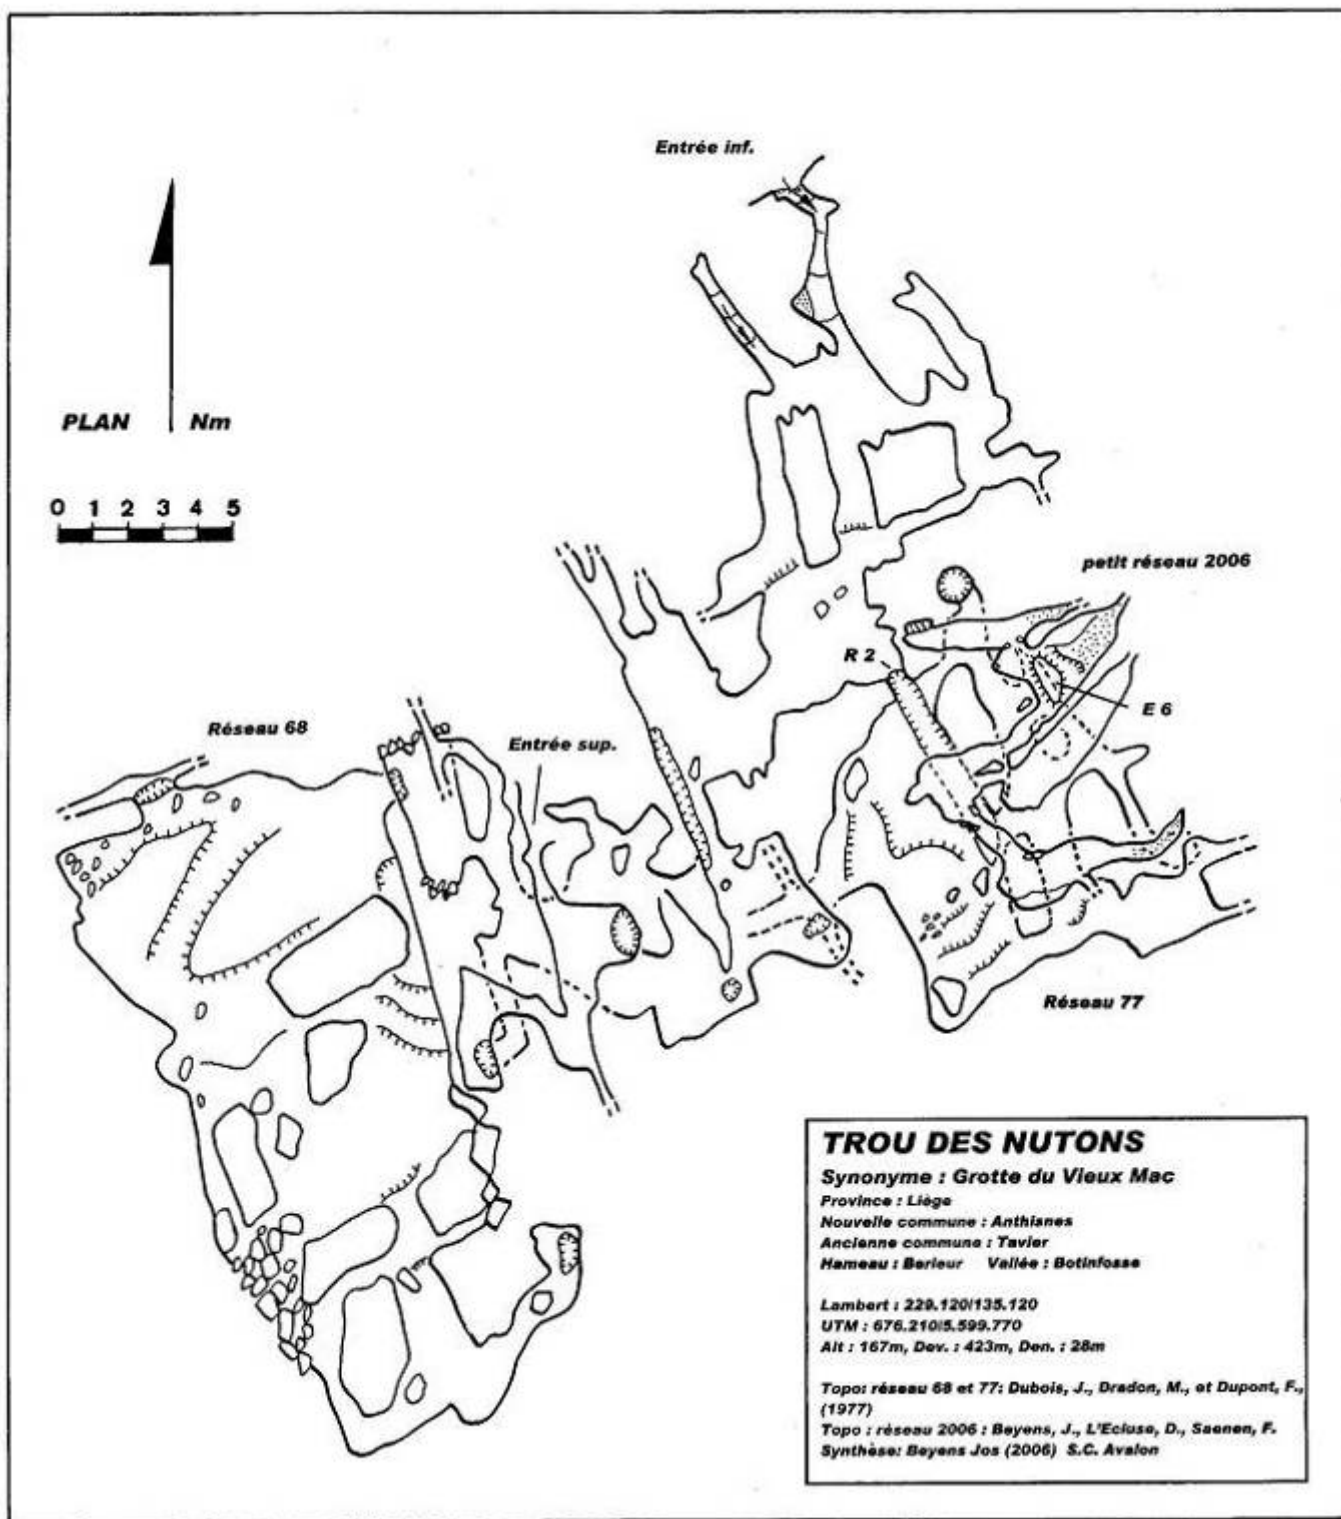 Entrée inf.
PLAN Nm
0 1 2 3 4 5
petit réseau 2006
R 2
E 6
Réseau 68
Entrée sup.
Réseau 77
TROU DES NUTONS
Synonyme : Grotte du Vieux Mac
Province : Liège
Nouvelle commune : Anthisnes
Ancienne commune : Tavier
Hameau : Berleur Vallée : Botinfosse
Lambert : 229.120/135.120
UTM : 676.210/5.599.770
Alt : 167m, Dev. : 423m, Den. : 28m
Topo: réseau 68 et 77: Dubois, J., Dradon, M., et Dupont, F.,
(1977)
Topo : réseau 2006 : Beyens, J., L'Ecluse, D., Saenen, F.
Synthèse: Beyens Jos (2006) S.C. Avalon